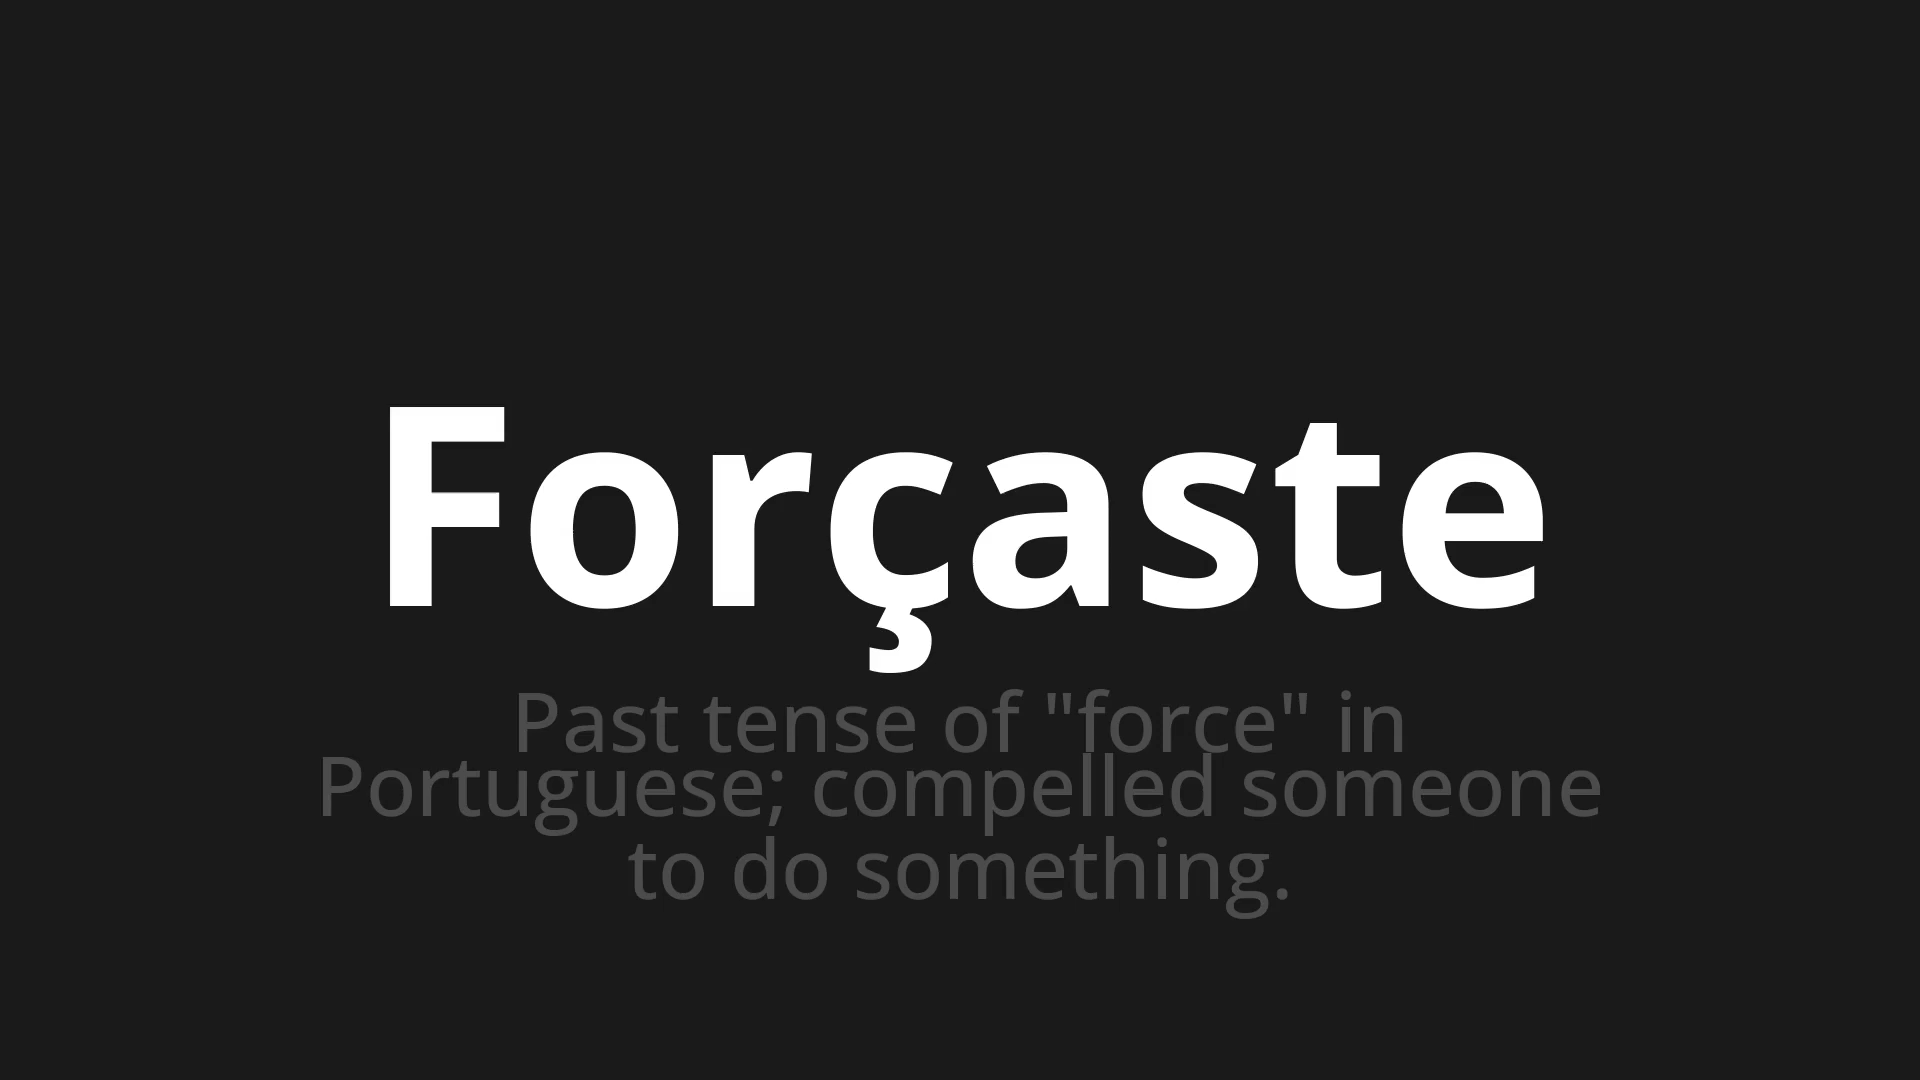 Forçaste
Past tense of "force" in
Portuguese; compelled someone
to do something.